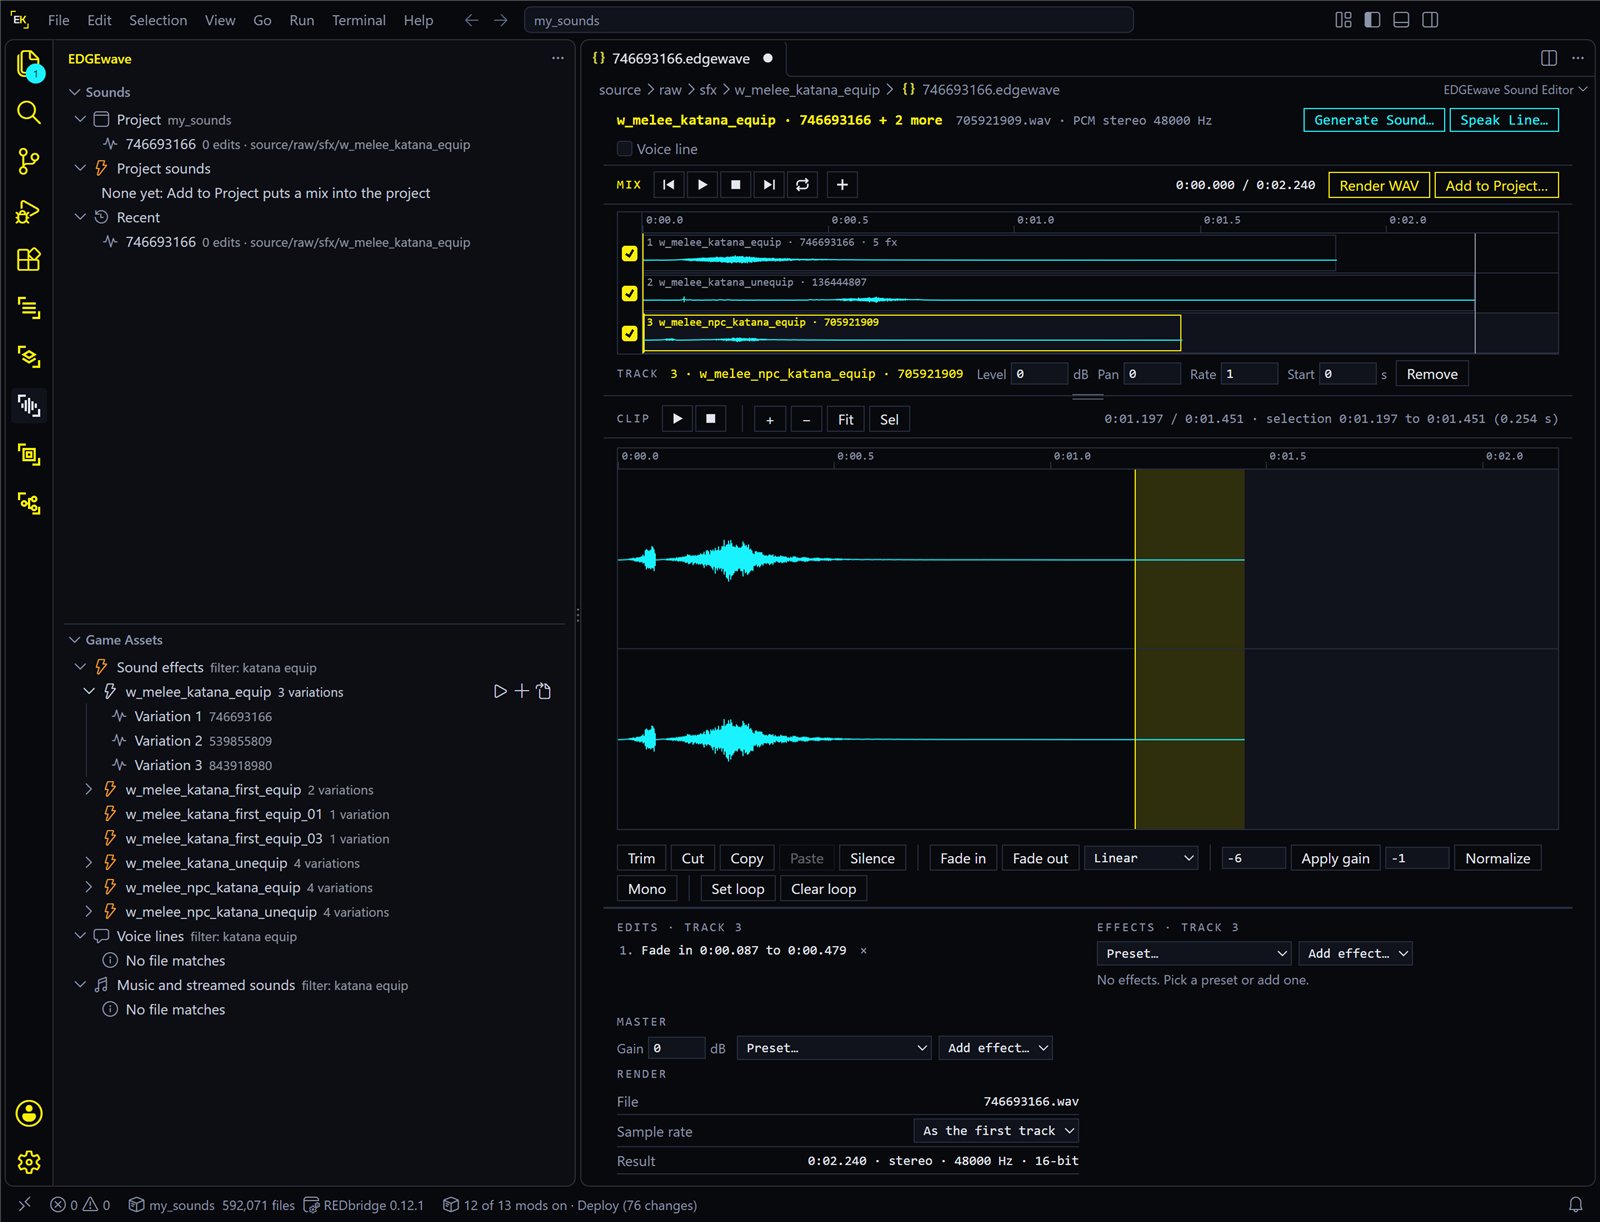 EK File Edit Selection View Go Run Terminal Help my_sounds
1
EDGEwave
Sounds
Project my_sounds
746693166 0 edits · source/raw/sfx/w_melee_katana_equip
Project sounds
None yet: Add to Project puts a mix into the project
Recent
746693166 0 edits · source/raw/sfx/w_melee_katana_equip
Game Assets
Sound effects filter: katana equip
w_melee_katana_equip 3 variations
Variation 1 746693166
Variation 2 539855809
Variation 3 843918980
w_melee_katana_first_equip 2 variations
w_melee_katana_first_equip_01 1 variation
w_melee_katana_first_equip_03 1 variation
w_melee_katana_unequip 4 variations
w_melee_npc_katana_equip 4 variations
w_melee_npc_katana_unequip 4 variations
Voice lines filter: katana equip
No file matches
Music and streamed sounds filter: katana equip
No file matches
{} 746693166.edgewave
source > raw > sfx > w_melee_katana_equip > {} 746693166.edgewave EDGEwave Sound Editor
w_melee_katana_equip · 746693166 + 2 more 705921909.wav · PCM stereo 48000 Hz Generate Sound… Speak Line…
Voice line
MIX 0:00.000 / 0:02.240 Render WAV Add to Project…
0:00.0 0:00.5 0:01.0 0:01.5 0:02.0
1 w_melee_katana_equip · 746693166 · 5 fx
2 w_melee_katana_unequip · 136444807
3 w_melee_npc_katana_equip · 705921909
TRACK 3 · w_melee_npc_katana_equip · 705921909 Level 0 dB Pan 0 Rate 1 Start 0 s Remove
CLIP + − Fit Sel 0:01.197 / 0:01.451 · selection 0:01.197 to 0:01.451 (0.254 s)
0:00.0 0:00.5 0:01.0 0:01.5 0:02.0
Trim Cut Copy Paste Silence Fade in Fade out Linear -6 Apply gain -1 Normalize
Mono Set loop Clear loop
EDITS · TRACK 3
1. Fade in 0:00.087 to 0:00.479 ×
EFFECTS · TRACK 3
Preset… Add effect…
No effects. Pick a preset or add one.
MASTER
Gain 0 dB Preset… Add effect…
RENDER
File 746693166.wav
Sample rate As the first track
Result 0:02.240 · stereo · 48000 Hz · 16-bit
0 0 my_sounds 592,071 files REDbridge 0.12.1 12 of 13 mods on · Deploy (76 changes)